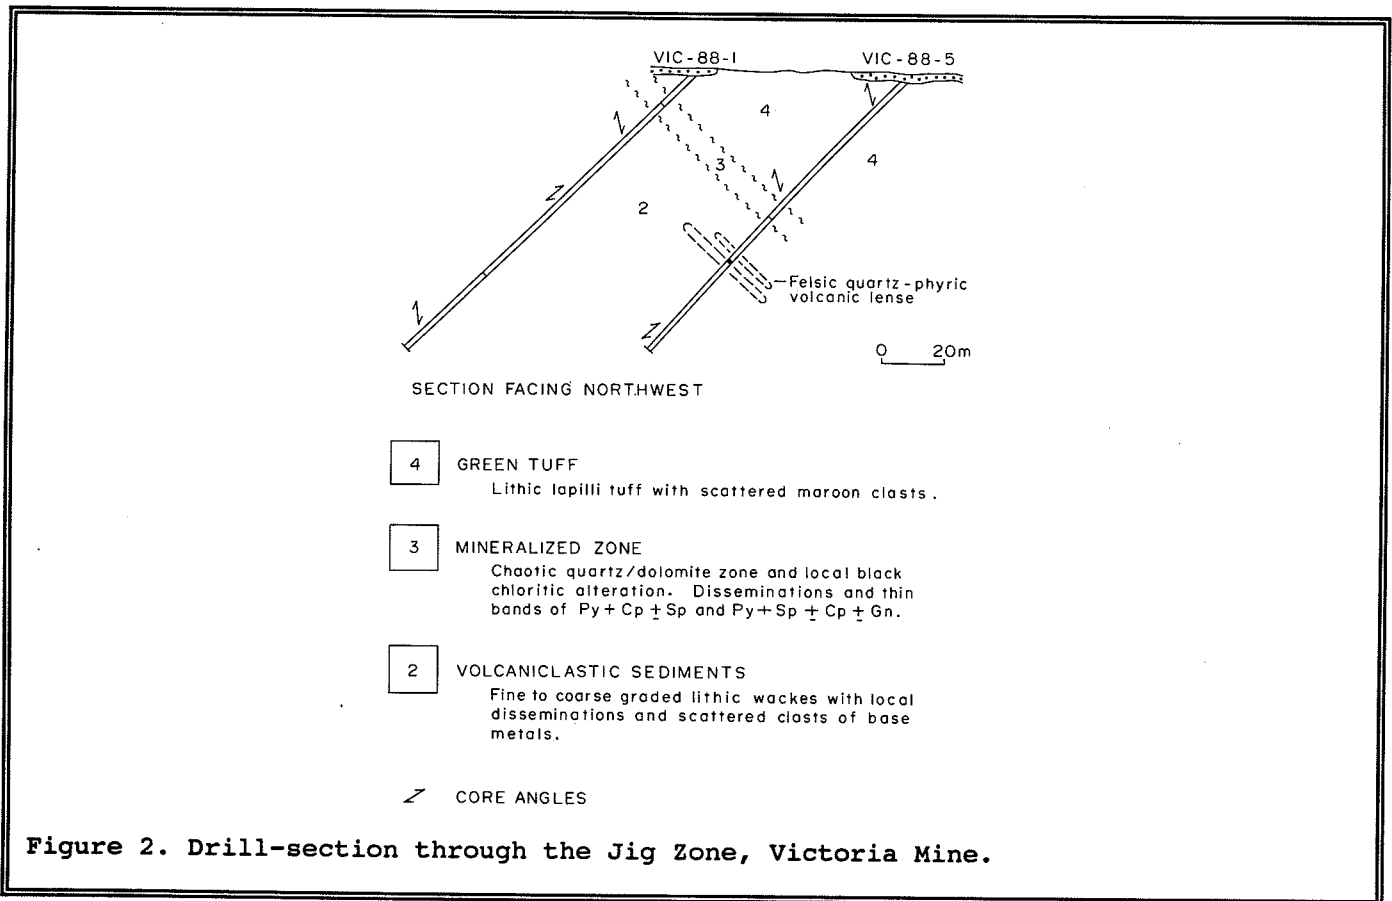 VIC-88-1
VIC-88-5
4
4
3
2
Felsic quartz-phyric
volcanic lense
0 20m
SECTION FACING NORTHWEST
4 GREEN TUFF
Lithic lapilli tuff with scattered maroon clasts.
3 MINERALIZED ZONE
Chaotic quartz/dolomite zone and local black
chloritic alteration. Disseminations and thin
bands of Py+Cp±Sp and Py+Sp±Cp±Gn.
2 VOLCANICLASTIC SEDIMENTS
Fine to coarse graded lithic wackes with local
disseminations and scattered clasts of base
metals.
CORE ANGLES
Figure 2. Drill-section through the Jig Zone, Victoria Mine.